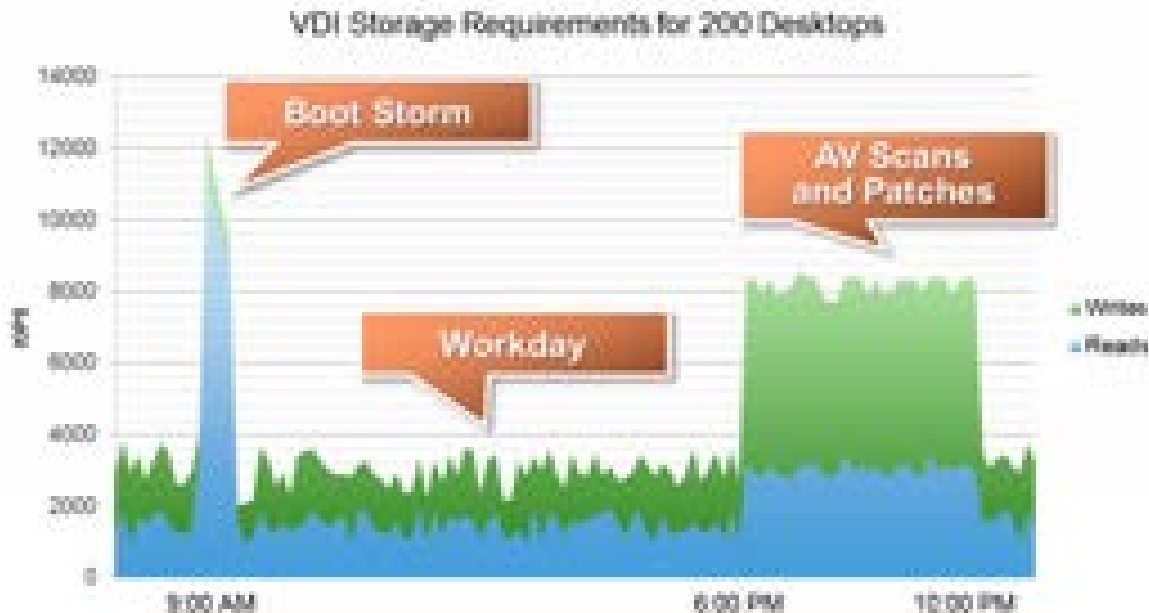 VDI Storage Requirements for 200 Desktops
14000
12000
10000
8000
6000
4000
2000
0
IOPS
Boot Storm
Workday
AV Scans
and Patches
Writes
Reads
9:00 AM
6:00 PM
10:00 PM